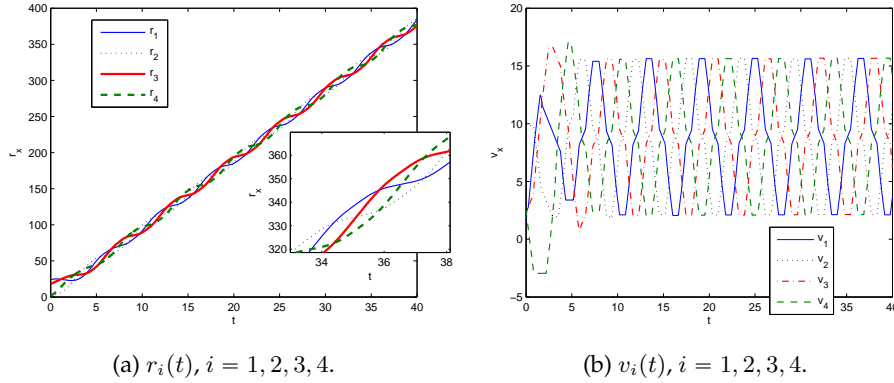 400
350
300
250
200
150
100
50
0
r_x
0 5 10 15 20 25 30 35 40
t
r_1
r_2
r_3
r_4
360
350
340
330
320
r_x
34 36 38
t
(a) r_i(t), i = 1, 2, 3, 4.
20
15
10
5
0
−5
v_x
0 5 10 15 20 25 30 35 40
t
v_1
v_2
v_3
v_4
(b) v_i(t), i = 1, 2, 3, 4.